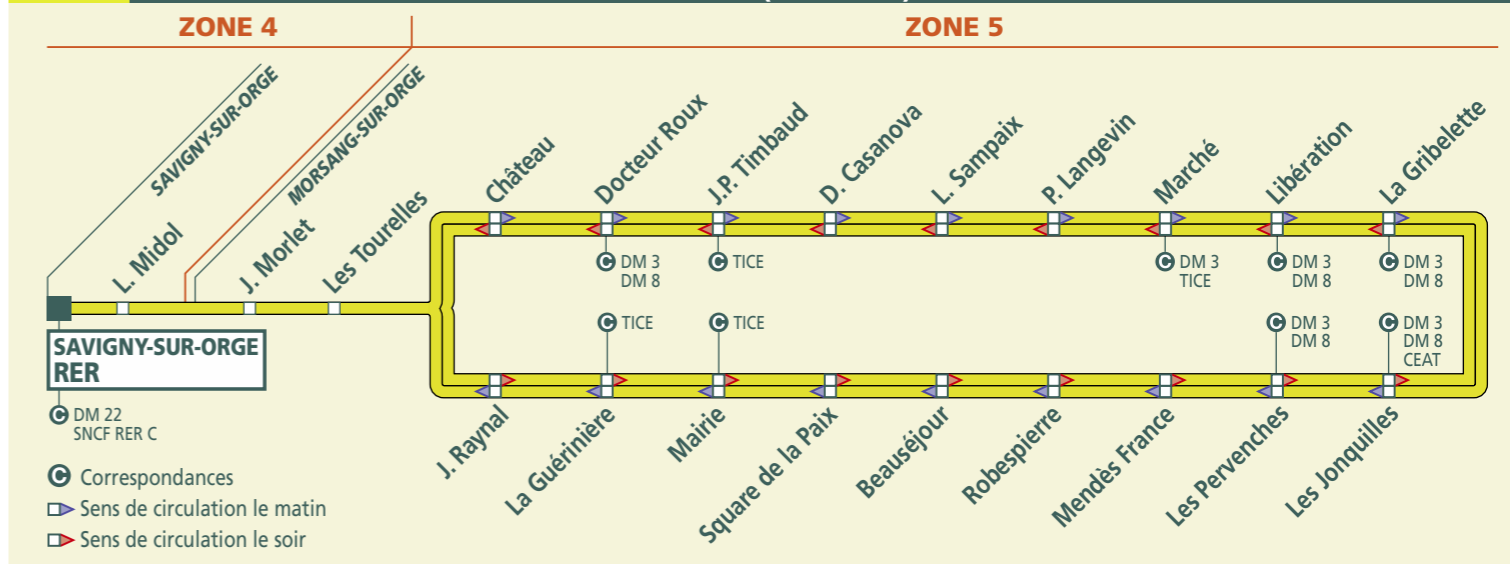 ZONE 4
ZONE 5
SAVIGNY-SUR-ORGE
MORSANG-SUR-ORGE
L. Midol
J. Morlet
Les Tourelles
Château
Docteur Roux
J.P. Timbaud
D. Casanova
L. Sampaix
P. Langevin
Marché
Libération
La Gribelette
C DM 3
DM 8
C TICE
C DM 3
TICE
C DM 3
DM 8
C DM 3
DM 8
C TICE
C TICE
C DM 3
DM 8
C DM 3
DM 8
CEAT
SAVIGNY-SUR-ORGE
RER
C DM 22
SNCF RER C
J. Raynal
La Guérinière
Mairie
Square de la Paix
Beauséjour
Robespierre
Mendès France
Les Pervenches
Les Jonquilles
C Correspondances
Sens de circulation le matin
Sens de circulation le soir